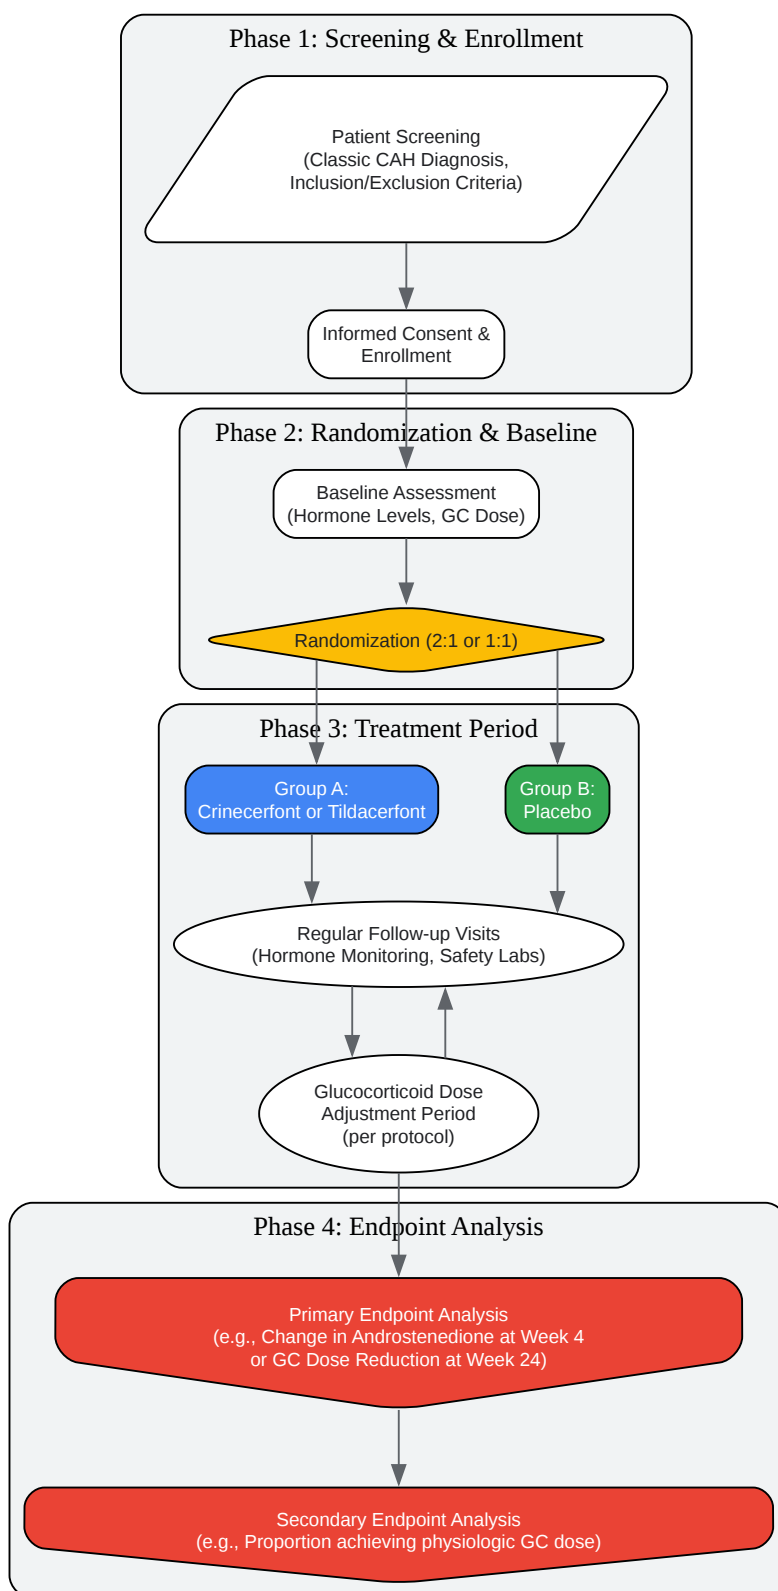 Phase 1: Screening & Enrollment
Patient Screening
(Classic CAH Diagnosis,
Inclusion/Exclusion Criteria)
Informed Consent &
Enrollment
Phase 2: Randomization & Baseline
Baseline Assessment
(Hormone Levels, GC Dose)
Randomization (2:1 or 1:1)
Phase 3: Treatment Period
Group A:
Crinecerfont or Tildacerfont
Group B:
Placebo
Regular Follow-up Visits
(Hormone Monitoring, Safety Labs)
Glucocorticoid Dose
Adjustment Period
(per protocol)
Phase 4: Endpoint Analysis
Primary Endpoint Analysis
(e.g., Change in Androstenedione at Week 4
or GC Dose Reduction at Week 24)
Secondary Endpoint Analysis
(e.g., Proportion achieving physiologic GC dose)